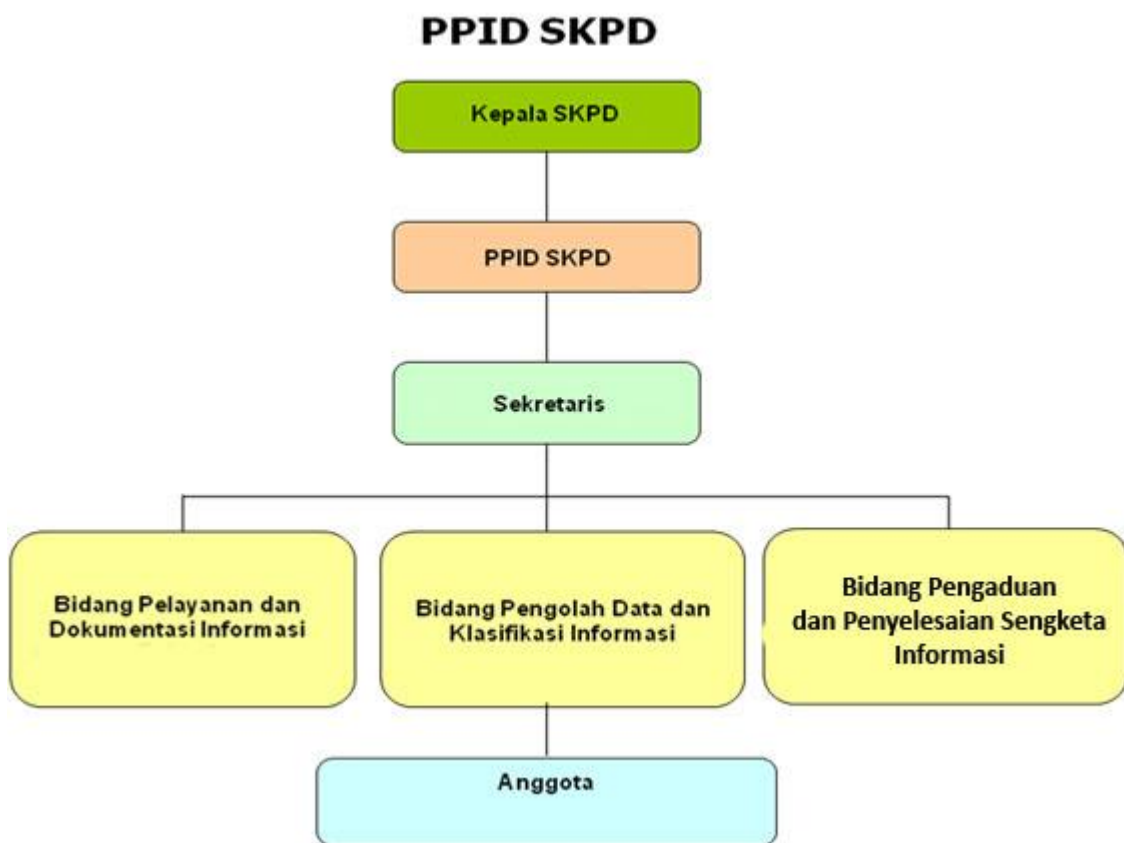 PPID SKPD
Kepala SKPD
PPID SKPD
Sekretaris
Bidang Pelayanan dan
Dokumentasi Informasi
Bidang Pengolah Data dan
Klasifikasi Informasi
Bidang Pengaduan
dan Penyelesaian Sengketa
Informasi
Anggota